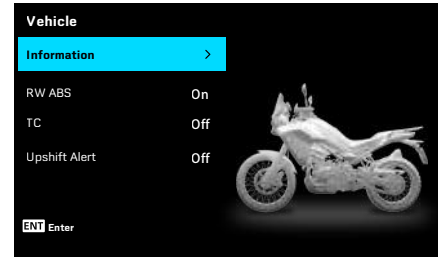 Vehicle
Information >
RW ABS On
TC Off
Upshift Alert Off
ENT Enter